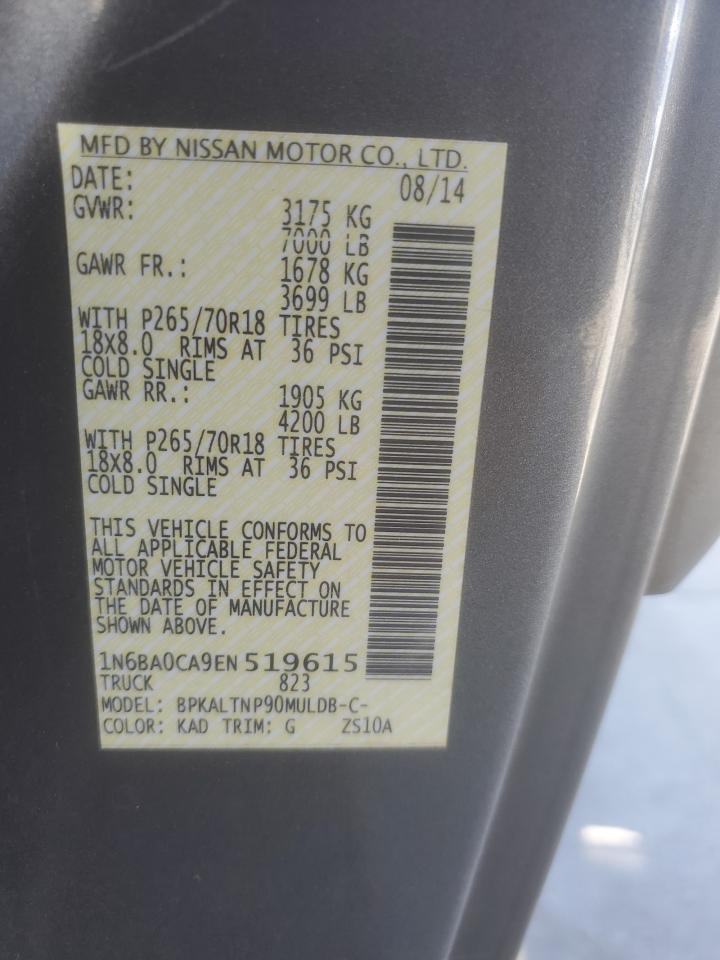 MFD BY NISSAN MOTOR CO., LTD.
DATE: 08/14
GVWR: 3175 KG
7000 LB
GAWR FR.: 1678 KG
3699 LB
WITH P265/70R18 TIRES
18X8.0 RIMS AT 36 PSI
COLD SINGLE
GAWR RR.: 1905 KG
4200 LB
WITH P265/70R18 TIRES
18X8.0 RIMS AT 36 PSI
COLD SINGLE
THIS VEHICLE CONFORMS TO
ALL APPLICABLE FEDERAL
MOTOR VEHICLE SAFETY
STANDARDS IN EFFECT ON
THE DATE OF MANUFACTURE
SHOWN ABOVE.
1N6BA0CA9EN519615
TRUCK 823
MODEL: BPKALTNP90MULDB-C-
COLOR: KAD TRIM: G ZS10A